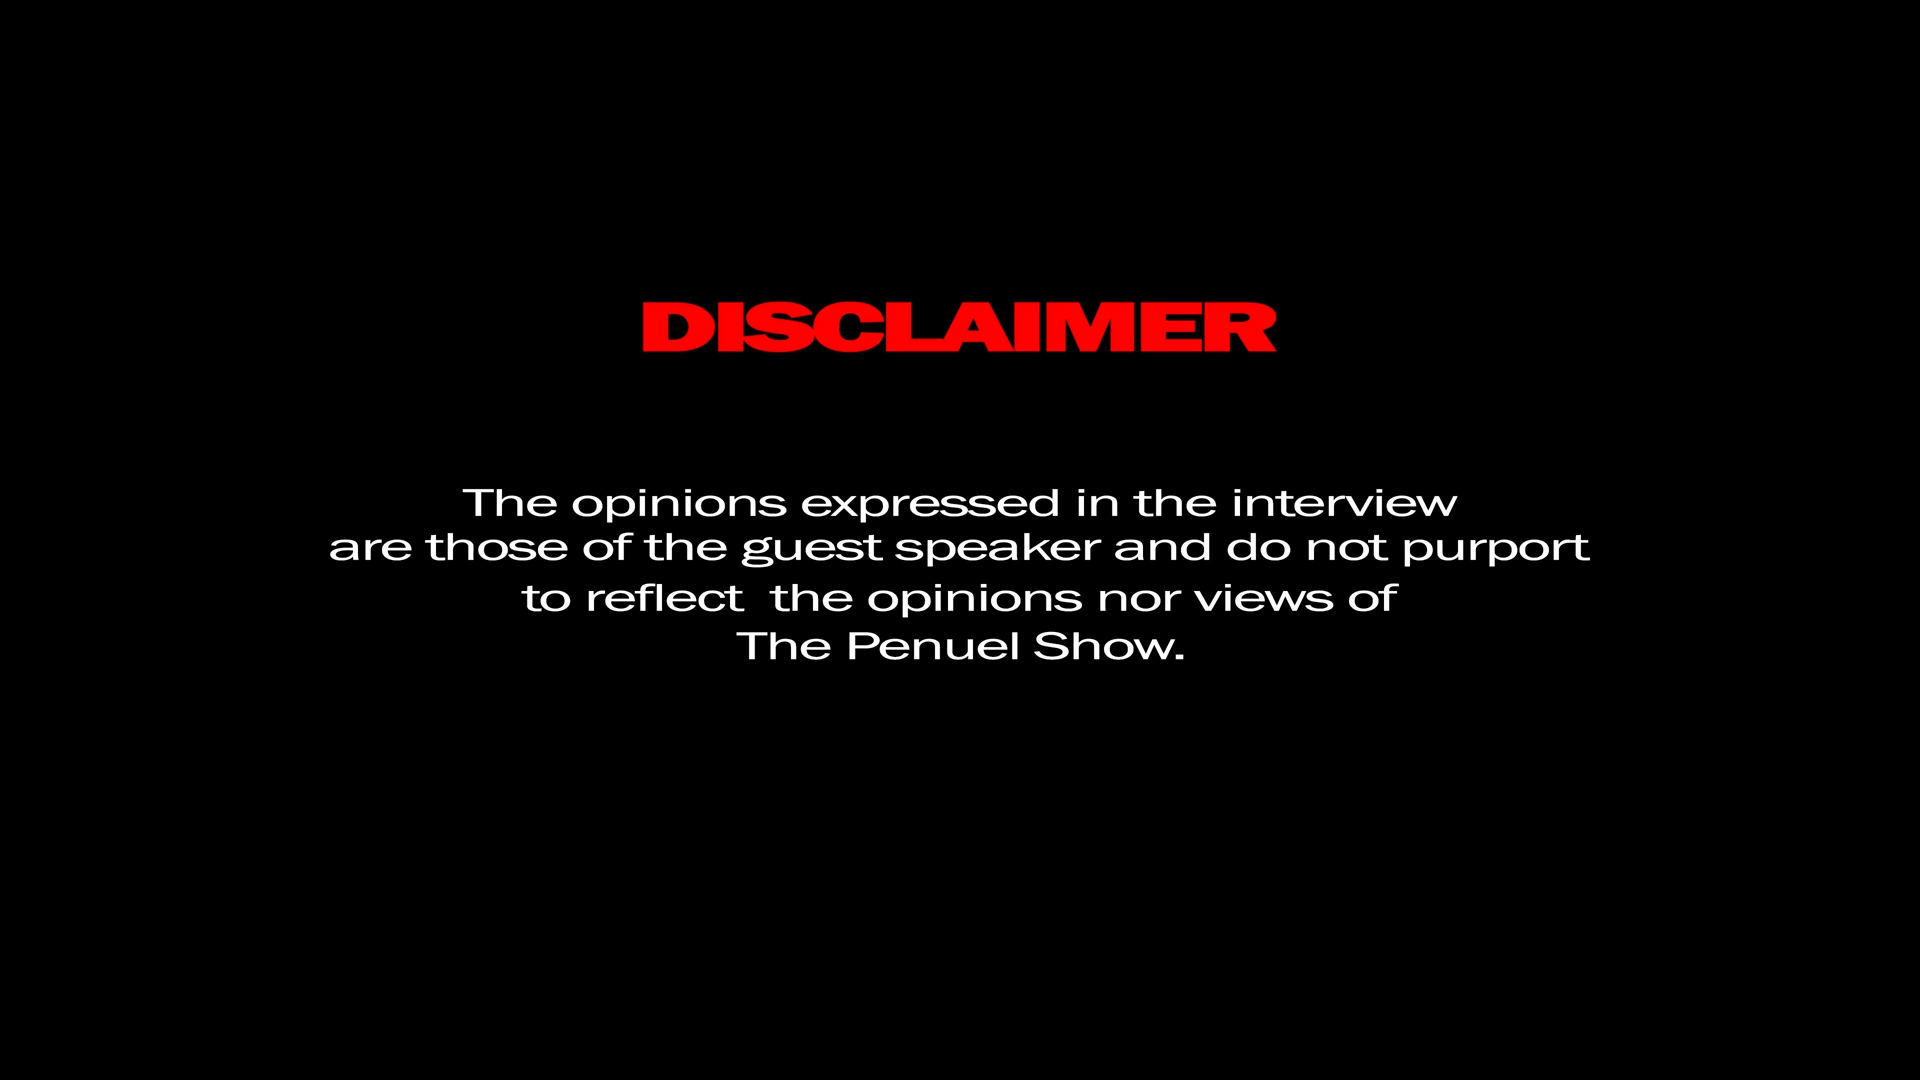 DISCLAIMER
The opinions expressed in the interview
are those of the guest speaker and do not purport
to reflect  the opinions nor views of
The Penuel Show.